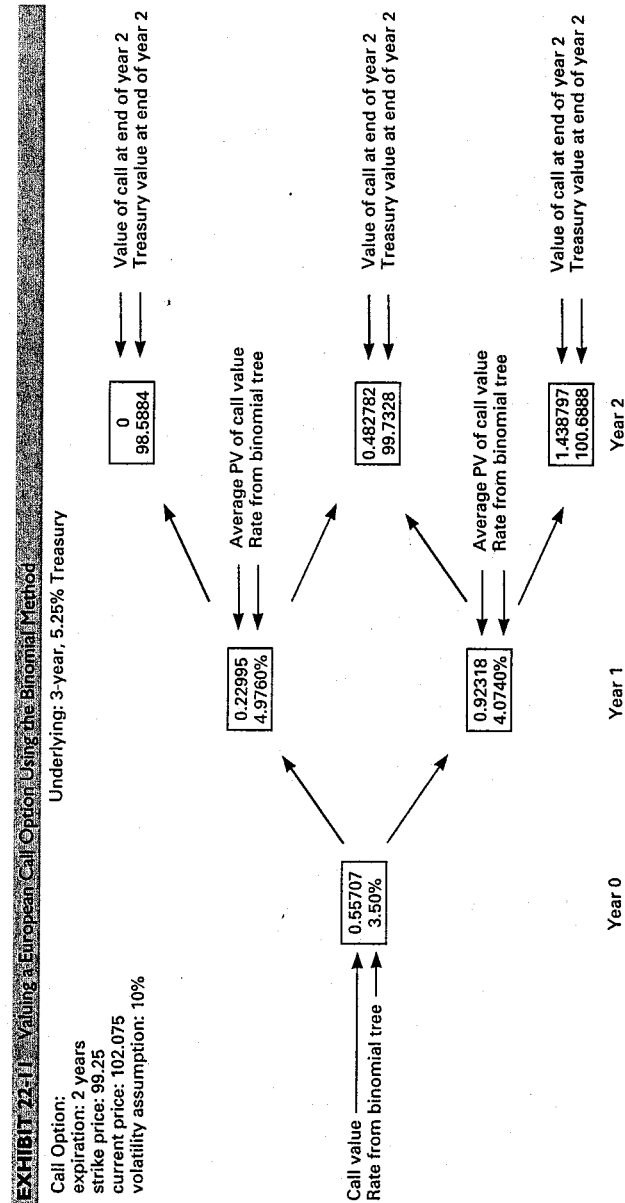 EXHIBIT 22-11 Valuing a European Call Option Using the Binomial Method
Underlying: 3-year, 5.25% Treasury
Call Option:
expiration: 2 years
strike price: 99.25
current price: 102.075
volatility assumption: 10%
Call value
Rate from binomial tree
0.55707
3.50%
Average PV of call value
Rate from binomial tree
0.22995
4.9760%
Average PV of call value
Rate from binomial tree
0.92318
4.0740%
0
98.5884
Value of call at end of year 2
Treasury value at end of year 2
0.482782
99.7328
Value of call at end of year 2
Treasury value at end of year 2
1.438797
100.6888
Value of call at end of year 2
Treasury value at end of year 2
Year 0
Year 1
Year 2